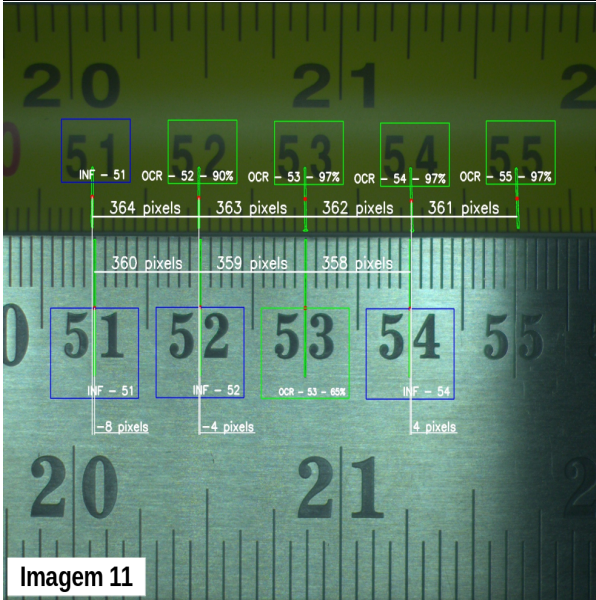 20 21 2
0 51 52 53 54 55
INF - 51 OCR - 52 - 90% OCR - 53 - 97% OCR - 54 - 97% OCR - 55 - 97%
364 pixels 363 pixels 362 pixels 361 pixels
360 pixels 359 pixels 358 pixels
0 51 52 53 54 55
INF - 51 INF - 52 OCR - 53 - 65% INF - 54
-8 pixels -4 pixels 4 pixels
20 21 2
Imagem 11